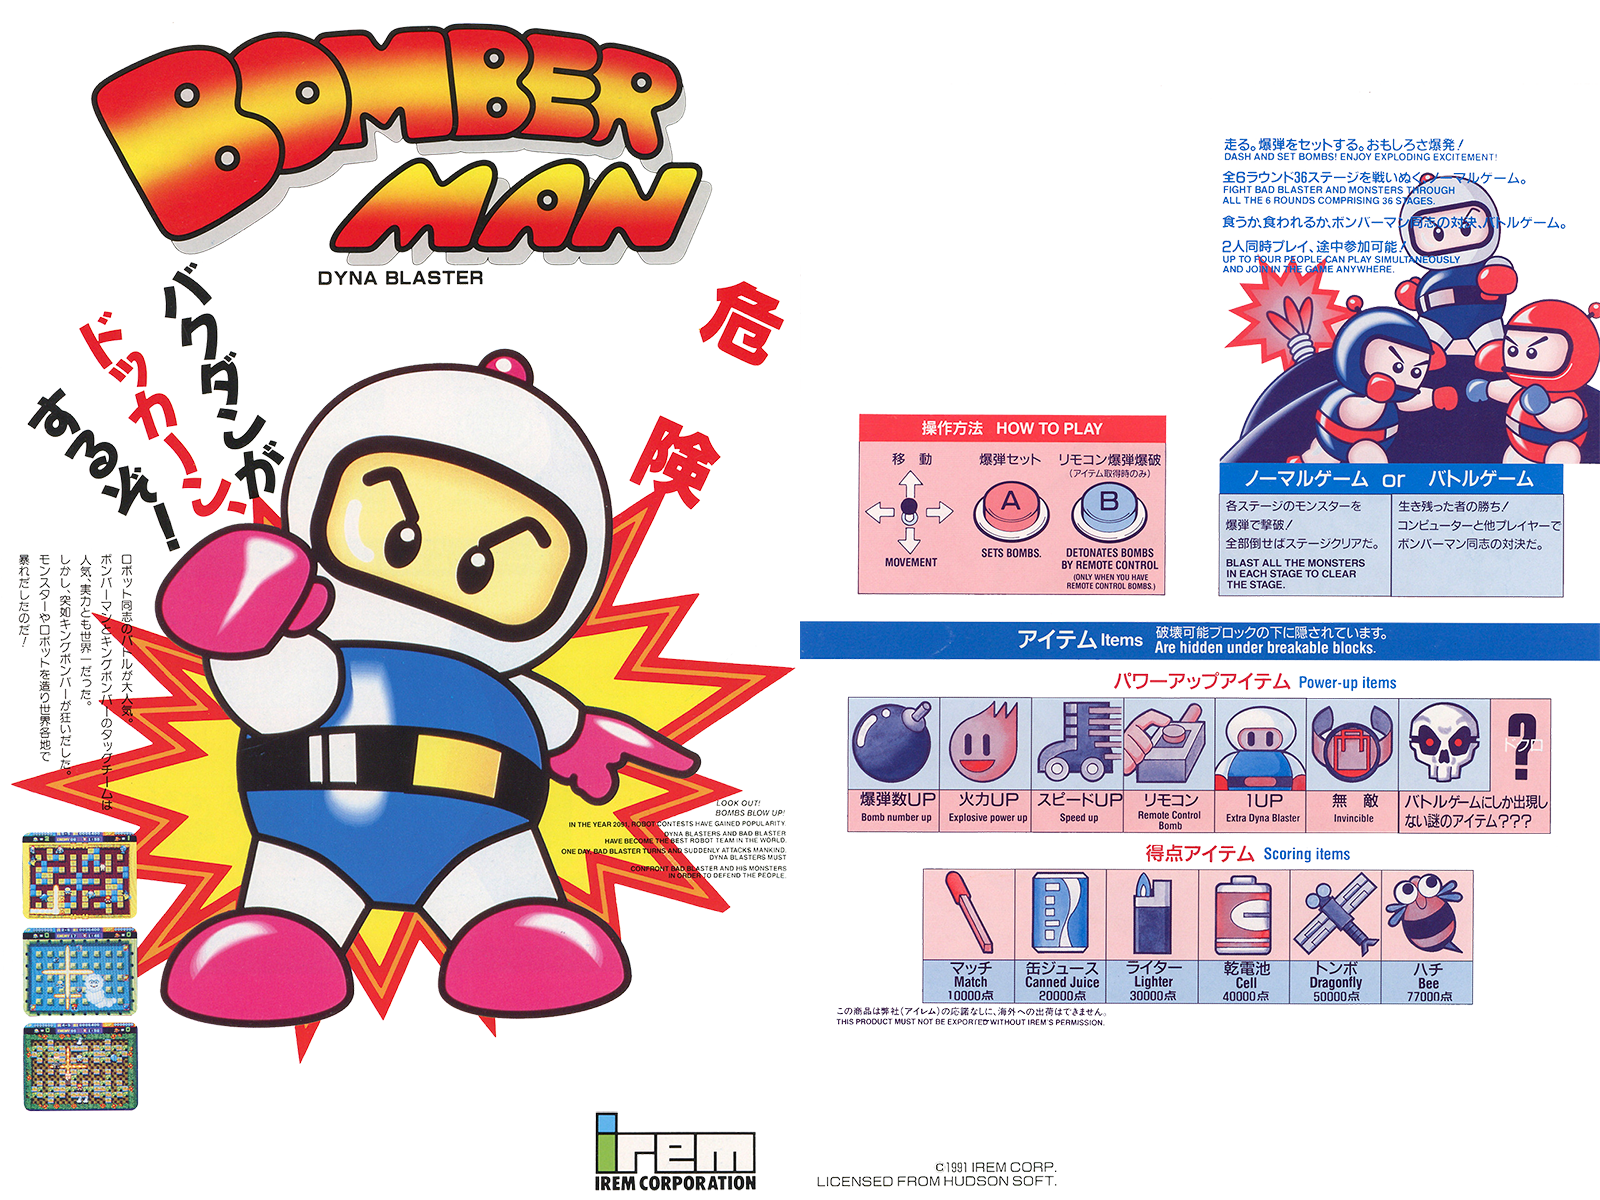 BOMBER
MAN
DYNA BLASTER
危険
バクダンが
ドッカーン、
するぞ！
ロボット同志のバトルが大人気。
ボンバーマンとキングボンバーのタッグチームは
人気、実力とも世界一だった。
しかし、突如キングボンバーが狂いだした。
モンスターやロボットを造り世界各地で
暴れだしたのだ！
LOOK OUT!
BOMBS BLOW UP!
IN THE YEAR 2091, ROBOT CONTESTS HAVE GAINED POPULARITY.
DYNA BLASTERS AND BAD BLASTER
HAVE BECOME THE BEST ROBOT TEAM IN THE WORLD.
ONE DAY, BAD BLASTER TURNS AND SUDDENLY ATTACKS MANKIND.
DYNA BLASTERS MUST
CONFRONT BAD BLASTER AND HIS MONSTERS
IN ORDER TO DEFEND THE PEOPLE.
irem
IREM CORPORATION
走る。爆弾をセットする。おもしろさ爆発！
DASH AND SET BOMBS! ENJOY EXPLODING EXCITEMENT!
全6ラウンド36ステージを戦いぬくノーマルゲーム。
FIGHT BAD BLASTER AND MONSTERS THROUGH
ALL THE 6 ROUNDS COMPRISING 36 STAGES.
食うか、食われるか、ボンバーマン同志の対決、バトルゲーム。
2人同時プレイ、途中参加可能！
UP TO FOUR PEOPLE CAN PLAY SIMULTANEOUSLY
AND JOIN IN THE GAME ANYWHERE.
操作方法 HOW TO PLAY
移動
MOVEMENT
爆弾セット
A
SETS BOMBS.
リモコン爆弾爆破
(アイテム取得時のみ)
B
DETONATES BOMBS
BY REMOTE CONTROL
(ONLY WHEN YOU HAVE
REMOTE CONTROL BOMBS.)
ノーマルゲーム or バトルゲーム
各ステージのモンスターを
爆弾で撃破！
全部倒せばステージクリアだ。
BLAST ALL THE MONSTERS
IN EACH STAGE TO CLEAR
THE STAGE.
生き残った者の勝ち！
コンピューターと他プレイヤーで
ボンバーマン同志の対決だ。
アイテム Items 破壊可能ブロックの下に隠されています。
Are hidden under breakable blocks.
パワーアップアイテム Power-up items
爆弾数UP
Bomb number up
火力UP
Explosive power up
スピードUP
Speed up
リモコン
Remote Control
Bomb
1UP
Extra Dyna Blaster
無敵
Invincible
?
ドクロ
バトルゲームにしか出現し
ない謎のアイテム???
得点アイテム Scoring items
マッチ
Match
10000点
缶ジュース
Canned Juice
20000点
ライター
Lighter
30000点
乾電池
Cell
40000点
トンボ
Dragonfly
50000点
ハチ
Bee
77000点
この商品は弊社(アイレム)の応諾なしに、海外への出荷はできません。
THIS PRODUCT MUST NOT BE EXPORTED WITHOUT IREM'S PERMISSION.
©1991 IREM CORP.
LICENSED FROM HUDSON SOFT.